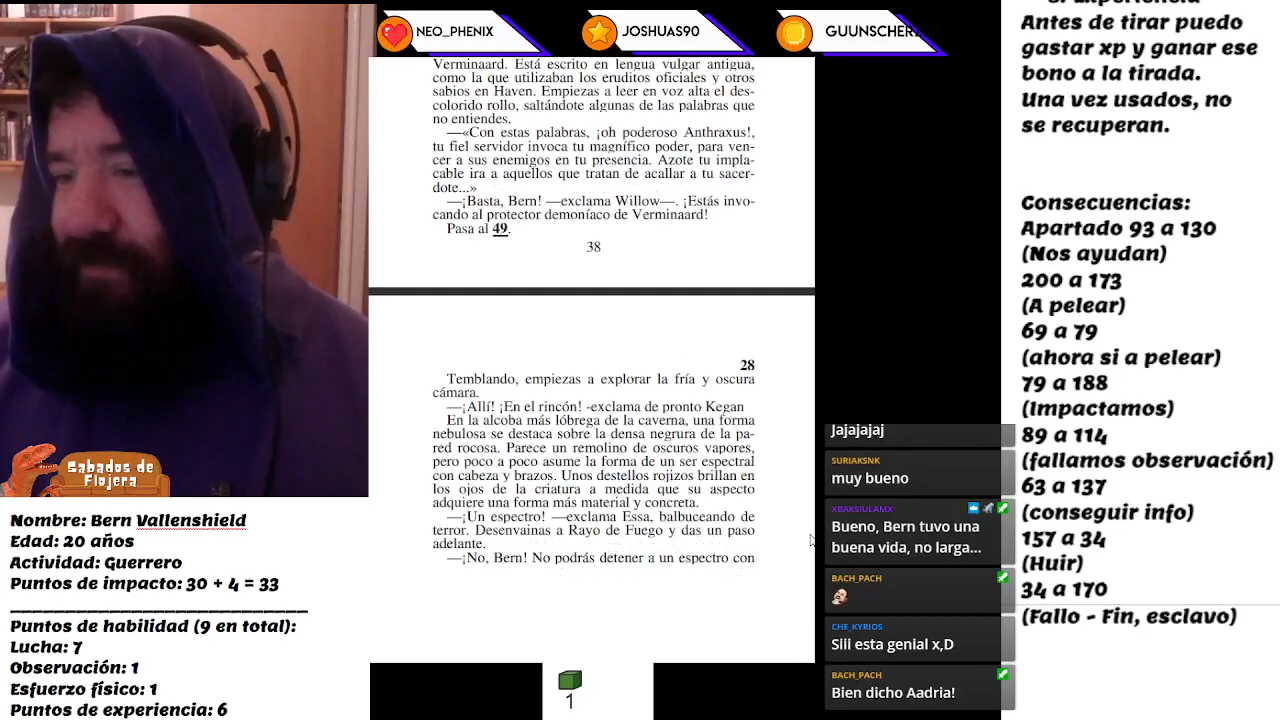 NEO_PHENIX
JOSHUAS90
GUUNSCHER
Verminaard. Está escrito en lengua vulgar antigua,
como la que utilizaban los eruditos oficiales y otros
sabios en Haven. Empiezas a leer en voz alta el des-
colorido rollo, saltándote algunas de las palabras que
no entiendes.
—«Con estas palabras, ¡oh poderoso Anthraxus!,
tu fiel servidor invoca tu magnífico poder, para ven-
cer a sus enemigos en tu presencia. Azote tu impla-
cable ira a aquellos que tratan de acallar a tu sacer-
dote...»
—¡Basta, Bern! —exclama Willow—. ¡Estás invo-
cando al protector demoníaco de Verminaard!
Pasa al 49.
38
28
Temblando, empiezas a explorar la fría y oscura
cámara.
—¡Allí! ¡En el rincón! -exclama de pronto Kegan
En la alcoba más lóbrega de la caverna, una forma
nebulosa se destaca sobre la densa negrura de la pa-
red rocosa. Parece un remolino de oscuros vapores,
pero poco a poco asume la forma de un ser espectral
con cabeza y brazos. Unos destellos rojizos brillan en
los ojos de la criatura a medida que su aspecto
adquiere una forma más material y concreta.
—¡Un espectro! —exclama Essa, balbuceando de
terror. Desenvainas a Rayo de Fuego y das un paso
adelante.
—¡No, Bern! No podrás detener a un espectro con
1
Sabados de
Flojera
Nombre: Bern Vallenshield
Edad: 20 años
Actividad: Guerrero
Puntos de impacto: 30 + 4 = 33
Puntos de habilidad (9 en total):
Lucha: 7
Observación: 1
Esfuerzo físico: 1
Puntos de experiencia: 6
Jajajajaj
SURIAKSNK
muy bueno
XBAKSIULAMX
Bueno, Bern tuvo una
buena vida, no larga...
BACH_PACH
CHE_KYRIOS
Siii esta genial x,D
BACH_PACH
Bien dicho Aadria!
Antes de tirar puedo
gastar xp y ganar ese
bono a la tirada.
Una vez usados, no
se recuperan.
Consecuencias:
Apartado 93 a 130
(Nos ayudan)
200 a 173
(A pelear)
69 a 79
(ahora si a pelear)
79 a 188
(Impactamos)
89 a 114
(fallamos observación)
63 a 137
(conseguir info)
157 a 34
(Huir)
34 a 170
(Fallo - Fin, esclavo)